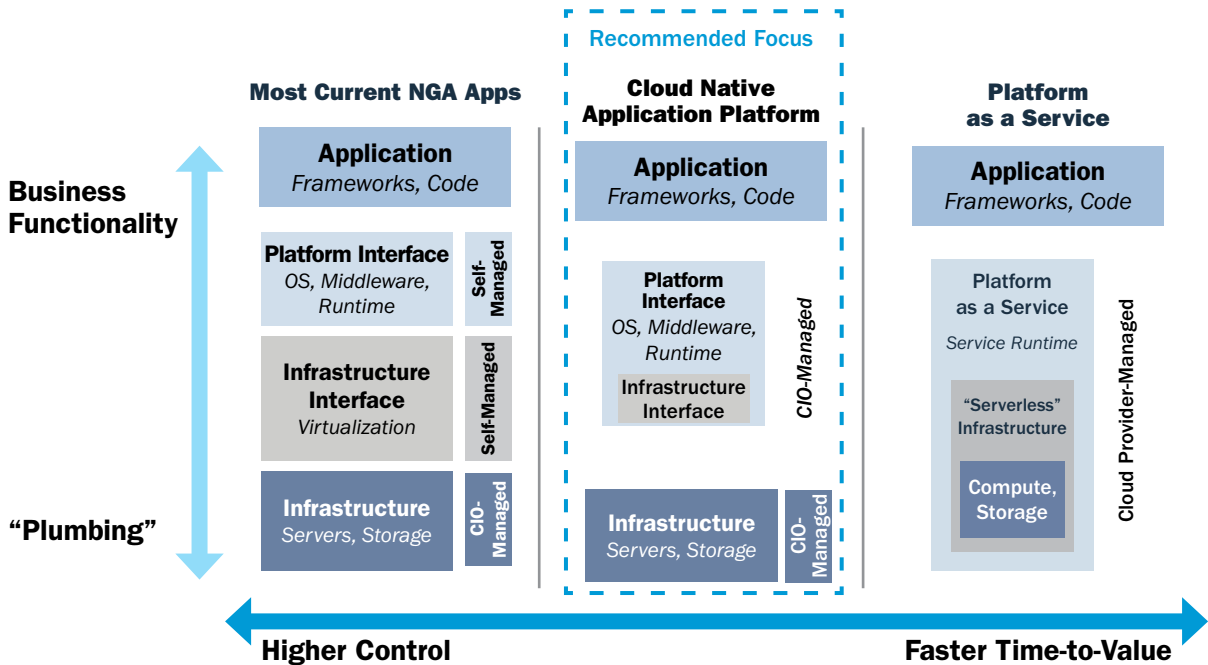 Recommended Focus
Most Current NGA Apps
Cloud Native
Application Platform
Platform
as a Service
Business
Functionality
“Plumbing”
Application
Frameworks, Code
Platform Interface
OS, Middleware,
Runtime
Self-
Managed
Infrastructure
Interface
Virtualization
Self-Managed
Infrastructure
Servers, Storage
CIO-
Managed
Application
Frameworks, Code
Platform
Interface
OS, Middleware,
Runtime
Infrastructure
Interface
CIO-Managed
Infrastructure
Servers, Storage
CIO-
Managed
Application
Frameworks, Code
Platform
as a Service
Service Runtime
“Serverless”
Infrastructure
Compute,
Storage
Cloud Provider-Managed
Higher Control
Faster Time-to-Value